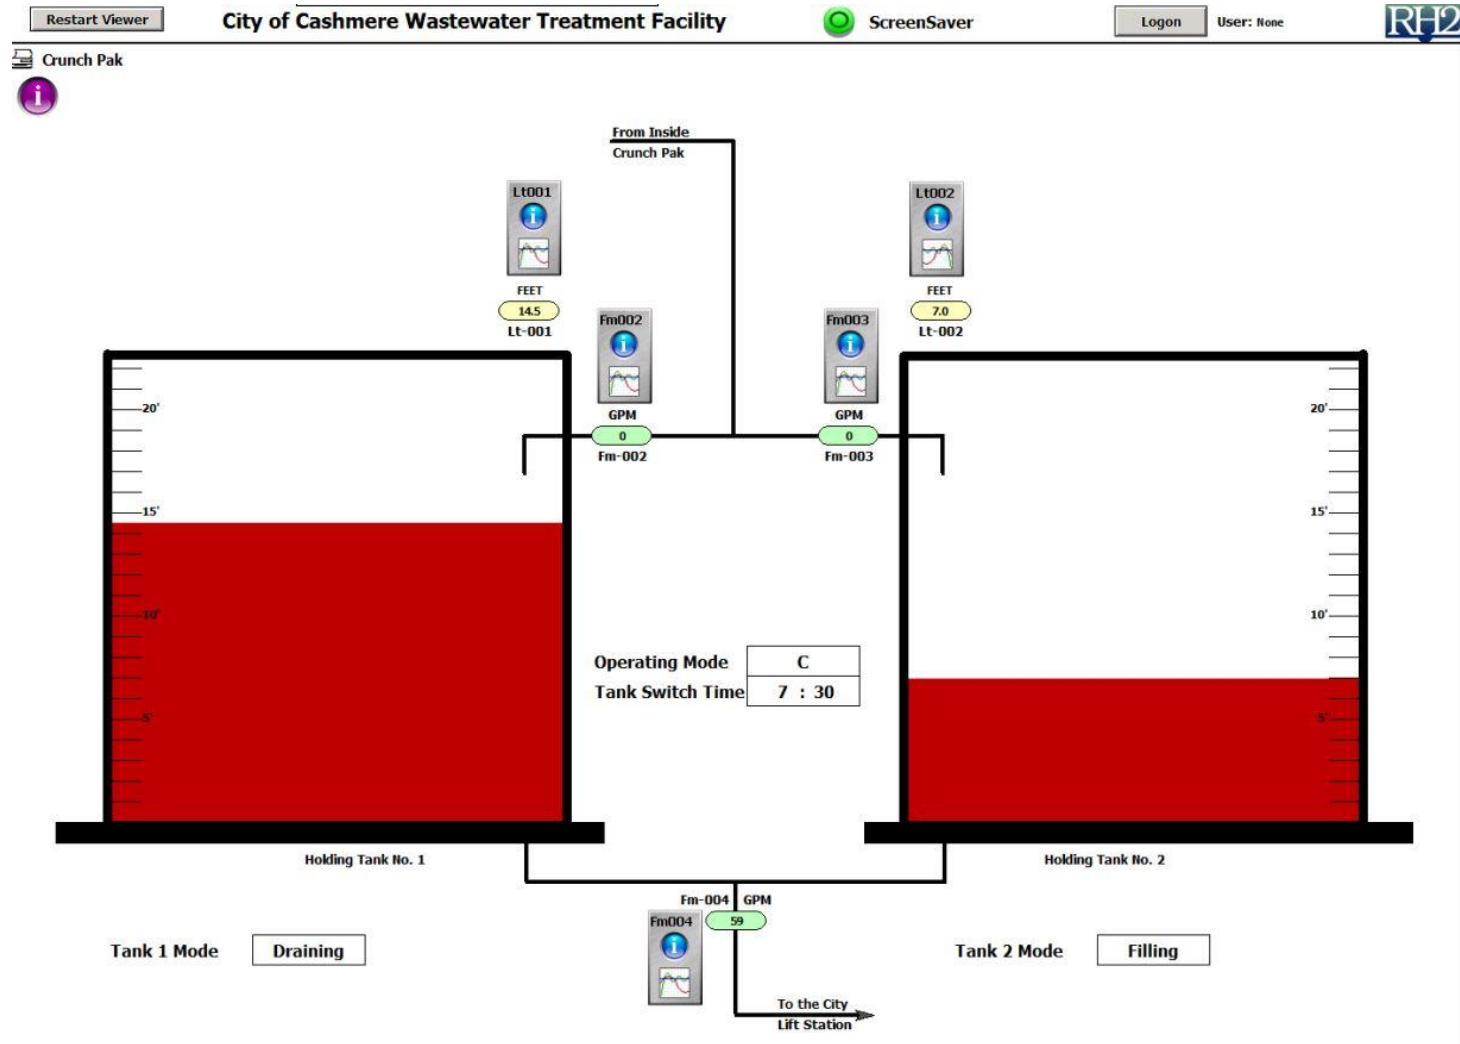 Restart Viewer
City of Cashmere Wastewater Treatment Facility
ScreenSaver
Logon
User: None
RH2
Crunch Pak
i
From Inside
Crunch Pak
Lt001
i
FEET
14.5
Lt-001
Lt002
i
FEET
7.0
Lt-002
Fm002
i
GPM
0
Fm-002
Fm003
i
GPM
0
Fm-003
20'
15'
10'
5'
20'
15'
10'
5'
Operating Mode C
Tank Switch Time 7 : 30
Holding Tank No. 1
Holding Tank No. 2
Fm-004 GPM
Fm004
59
i
Tank 1 Mode Draining
Tank 2 Mode Filling
To the City
Lift Station